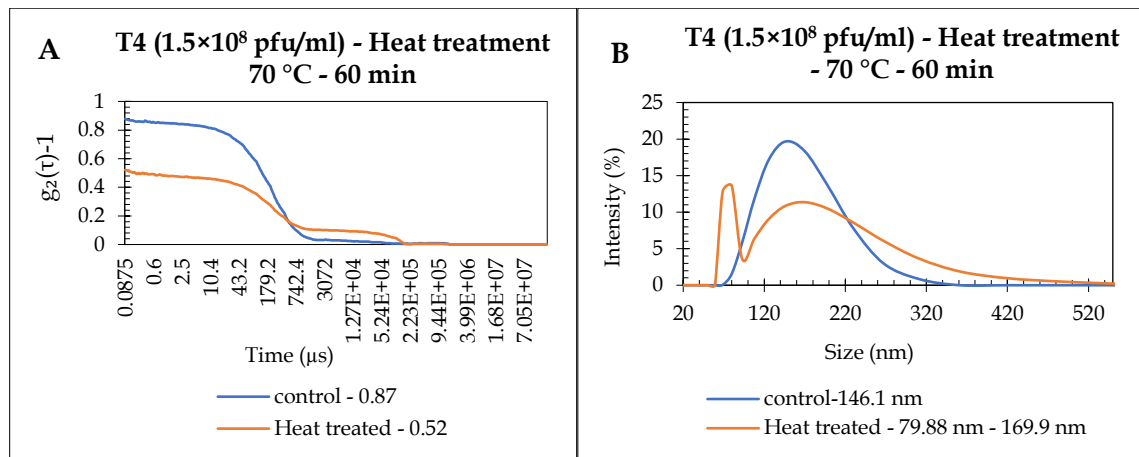 A
T4 (1.5×10⁸ pfu/ml) - Heat treatment
70 °C - 60 min
g₂(τ)-1
1
0.8
0.6
0.4
0.2
0
0.0875
0.6
2.5
10.4
43.2
179.2
742.4
3072
1.27E+04
5.24E+04
2.23E+05
9.44E+05
3.99E+06
1.68E+07
7.05E+07
Time (µs)
control - 0.87
Heat treated - 0.52
B
T4 (1.5×10⁸ pfu/ml) - Heat treatment
- 70 °C - 60 min
Intensity (%)
25
20
15
10
5
0
20 120 220 320 420 520
Size (nm)
control-146.1 nm
Heat treated - 79.88 nm - 169.9 nm